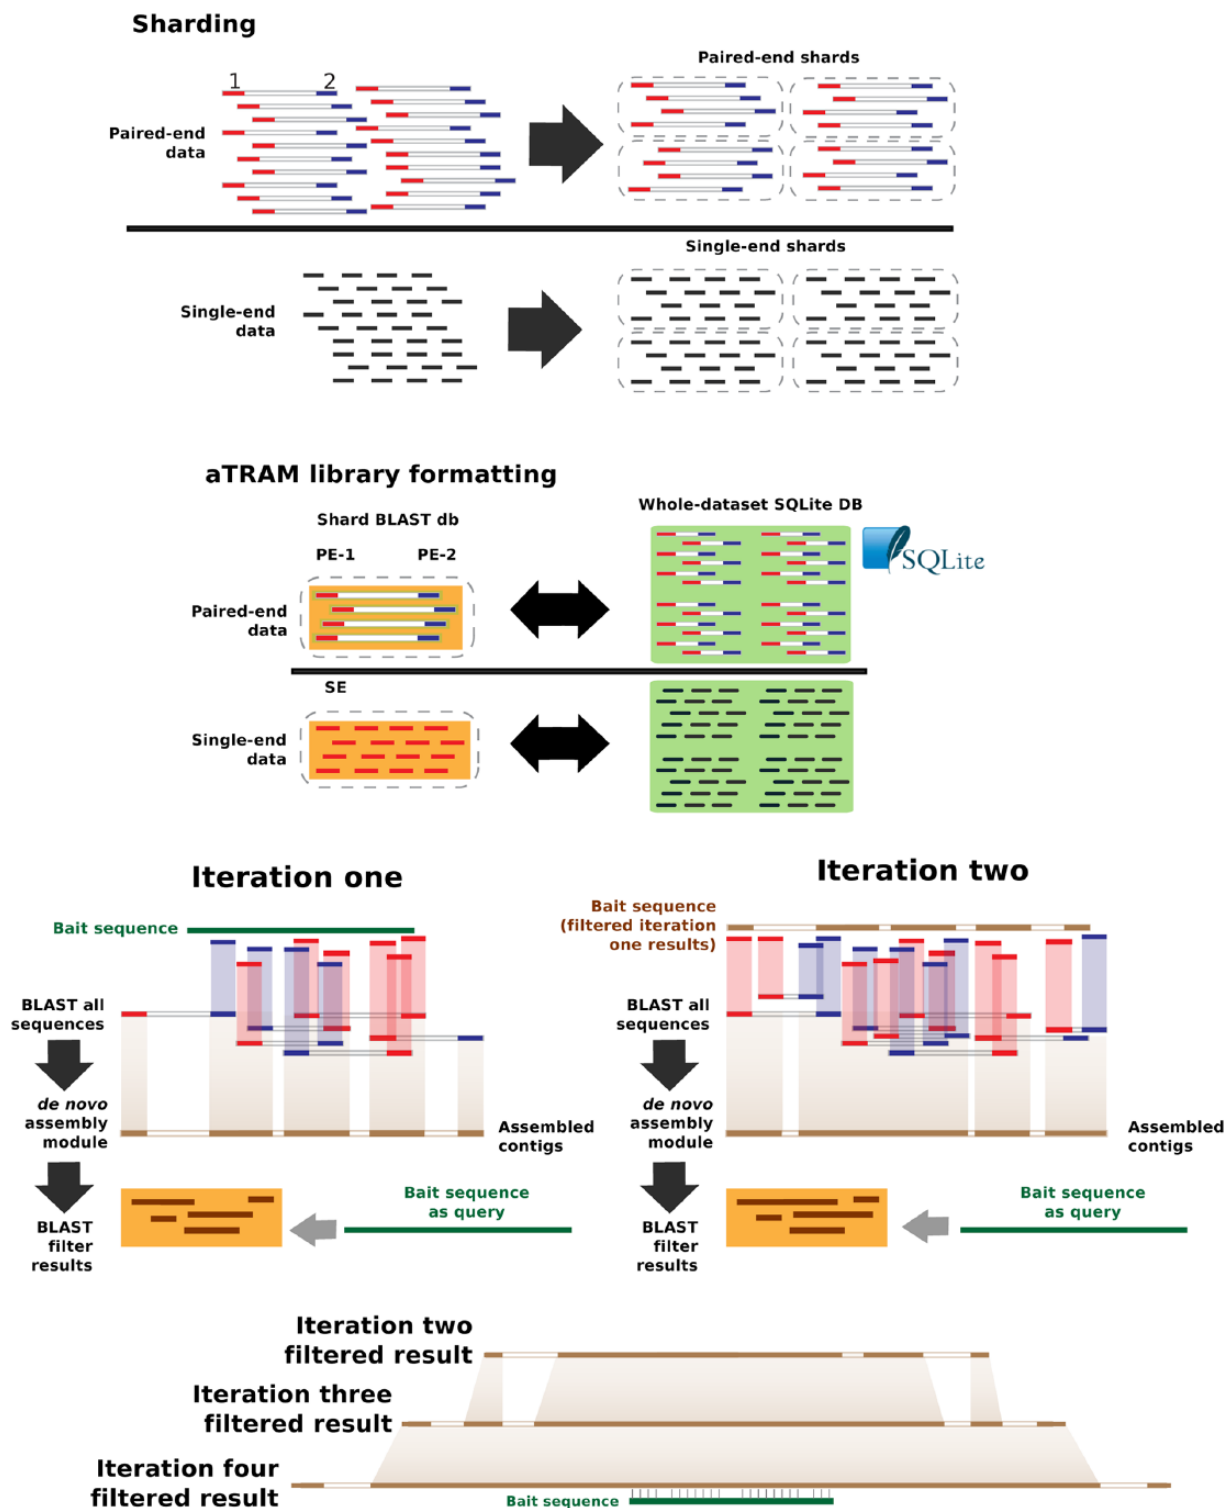 Sharding
Paired-end shards
1 2
Paired-end
data
Single-end shards
Single-end
data
aTRAM library formatting
Whole-dataset SQLite DB
Shard BLAST db
SQLite
PE-1 PE-2
Paired-end
data
SE
Single-end
data
Iteration one
Bait sequence
BLAST all
sequences
de novo
assembly
module
Assembled
contigs
BLAST
filter
results
Bait sequence
as query
Iteration two
Bait sequence
(filtered iteration
one results)
BLAST all
sequences
de novo
assembly
module
Assembled
contigs
BLAST
filter
results
Bait sequence
as query
Iteration two
filtered result
Iteration three
filtered result
Iteration four
filtered result
Bait sequence